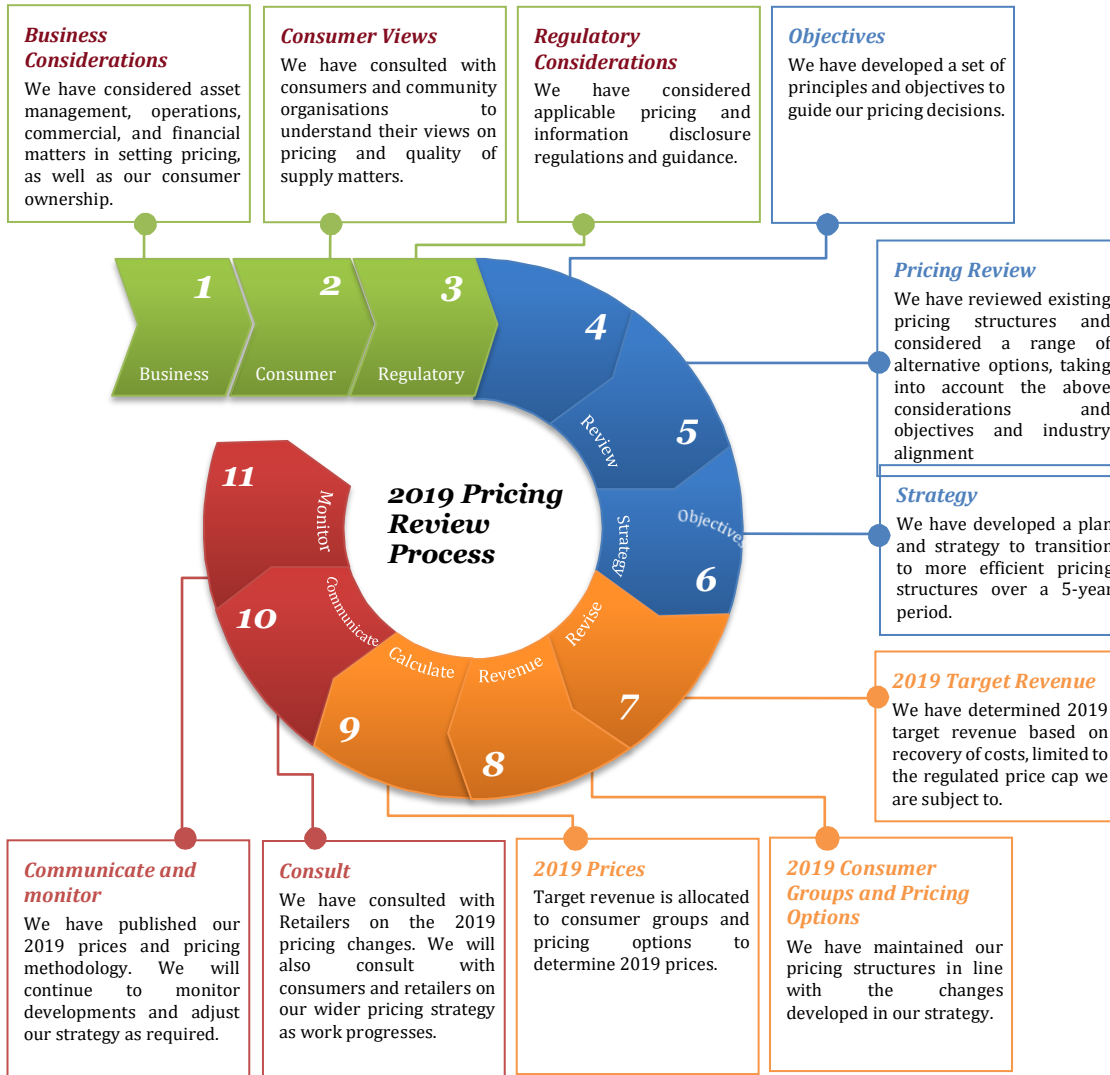 Business
Considerations
We have considered asset
management, operations,
commercial, and financial
matters in setting pricing,
as well as our consumer
ownership.
Consumer Views
We have consulted with
consumers and community
organisations to
understand their views on
pricing and quality of
supply matters.
Regulatory
Considerations
We have considered
applicable pricing and
information disclosure
regulations and guidance.
Objectives
We have developed a set of
principles and objectives to
guide our pricing decisions.
Pricing Review
We have reviewed existing
pricing structures and
considered a range of
alternative options, taking
into account the above
considerations and
objectives and industry
alignment
Strategy
We have developed a plan
and strategy to transition
to more efficient pricing
structures over a 5-year
period.
2019 Target Revenue
We have determined 2019
target revenue based on
recovery of costs, limited to
the regulated price cap we
are subject to.
1
Business
2
Consumer
3
Regulatory
4
5
Review
6
Objectives
Strategy
7
Revise
8
Revenue
9
Calculate
10
Communicate
11
Monitor
2019 Pricing
Review
Process
Communicate and
monitor
We have published our
2019 prices and pricing
methodology. We will
continue to monitor
developments and adjust
our strategy as required.
Consult
We have consulted with
Retailers on the 2019
pricing changes. We will
also consult with
consumers and retailers on
our wider pricing strategy
as work progresses.
2019 Prices
Target revenue is allocated
to consumer groups and
pricing options to
determine 2019 prices.
2019 Consumer
Groups and Pricing
Options
We have maintained our
pricing structures in line
with the changes
developed in our strategy.